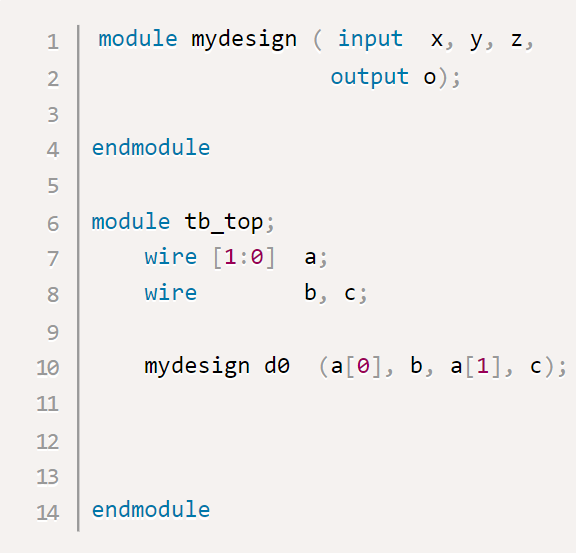 1 module mydesign ( input  x, y, z,
2                   output o);
3
4 endmodule
5
6 module tb_top;
7     wire [1:0]  a;
8     wire        b, c;
9
10     mydesign d0  (a[0], b, a[1], c);
11
12
13
14 endmodule